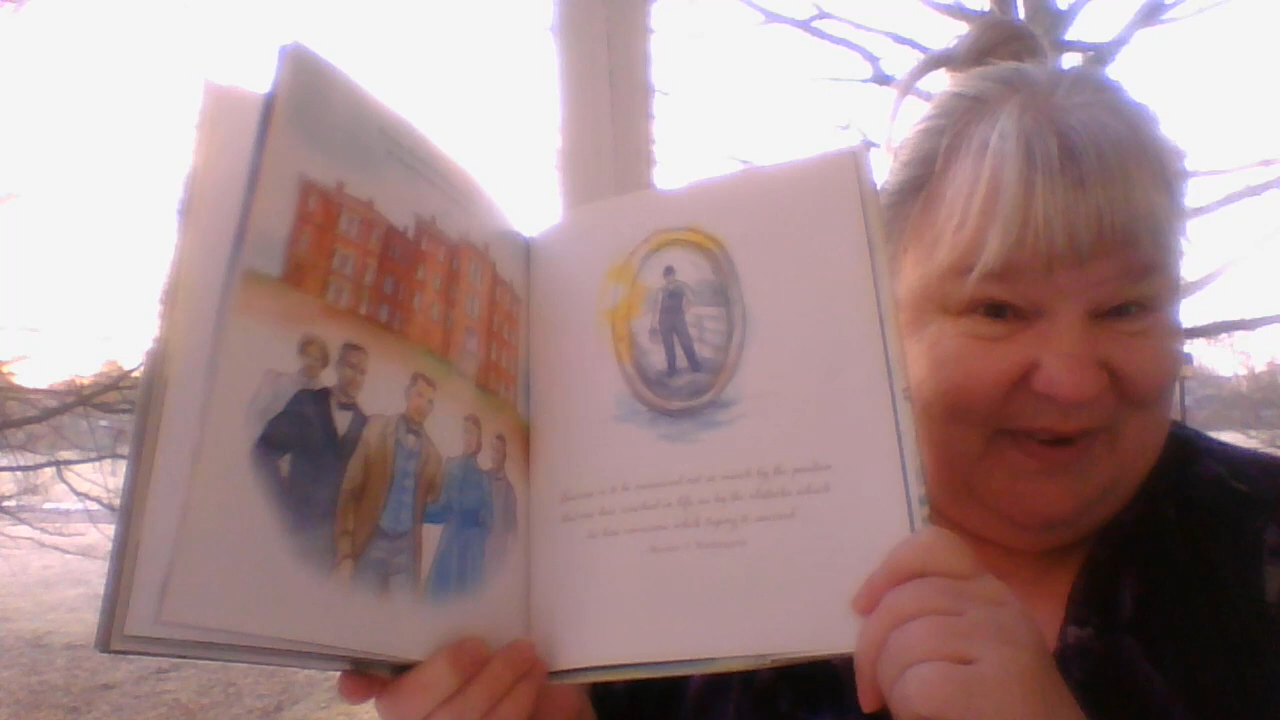 Success is to be measured not so much by the position
that one has reached in life as by the obstacles which
he has overcome while trying to succeed.
-Booker T. Washington